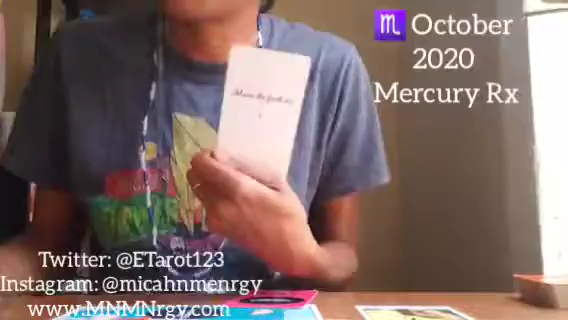 ♏ October
2020
Mercury Rx
Twitter: @ETarot123
Instagram: @micahnmenrgy
www.MNMNrgy.com